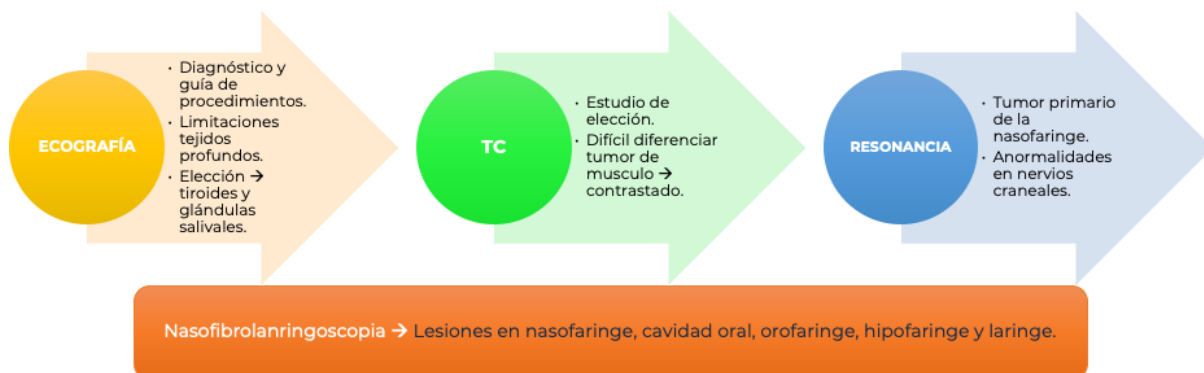 ECOGRAFÍA
• Diagnóstico y
guía de
procedimientos.
• Limitaciones
tejidos
profundos.
• Elección →
tiroides y
glándulas
salivales.
TC
• Estudio de
elección.
• Difícil diferenciar
tumor de
musculo →
contrastado.
RESONANCIA
• Tumor primario
de la
nasofaringe.
• Anormalidades
en nervios
craneales.
Nasofibrolanringoscopia → Lesiones en nasofaringe, cavidad oral, orofaringe, hipofaringe y laringe.